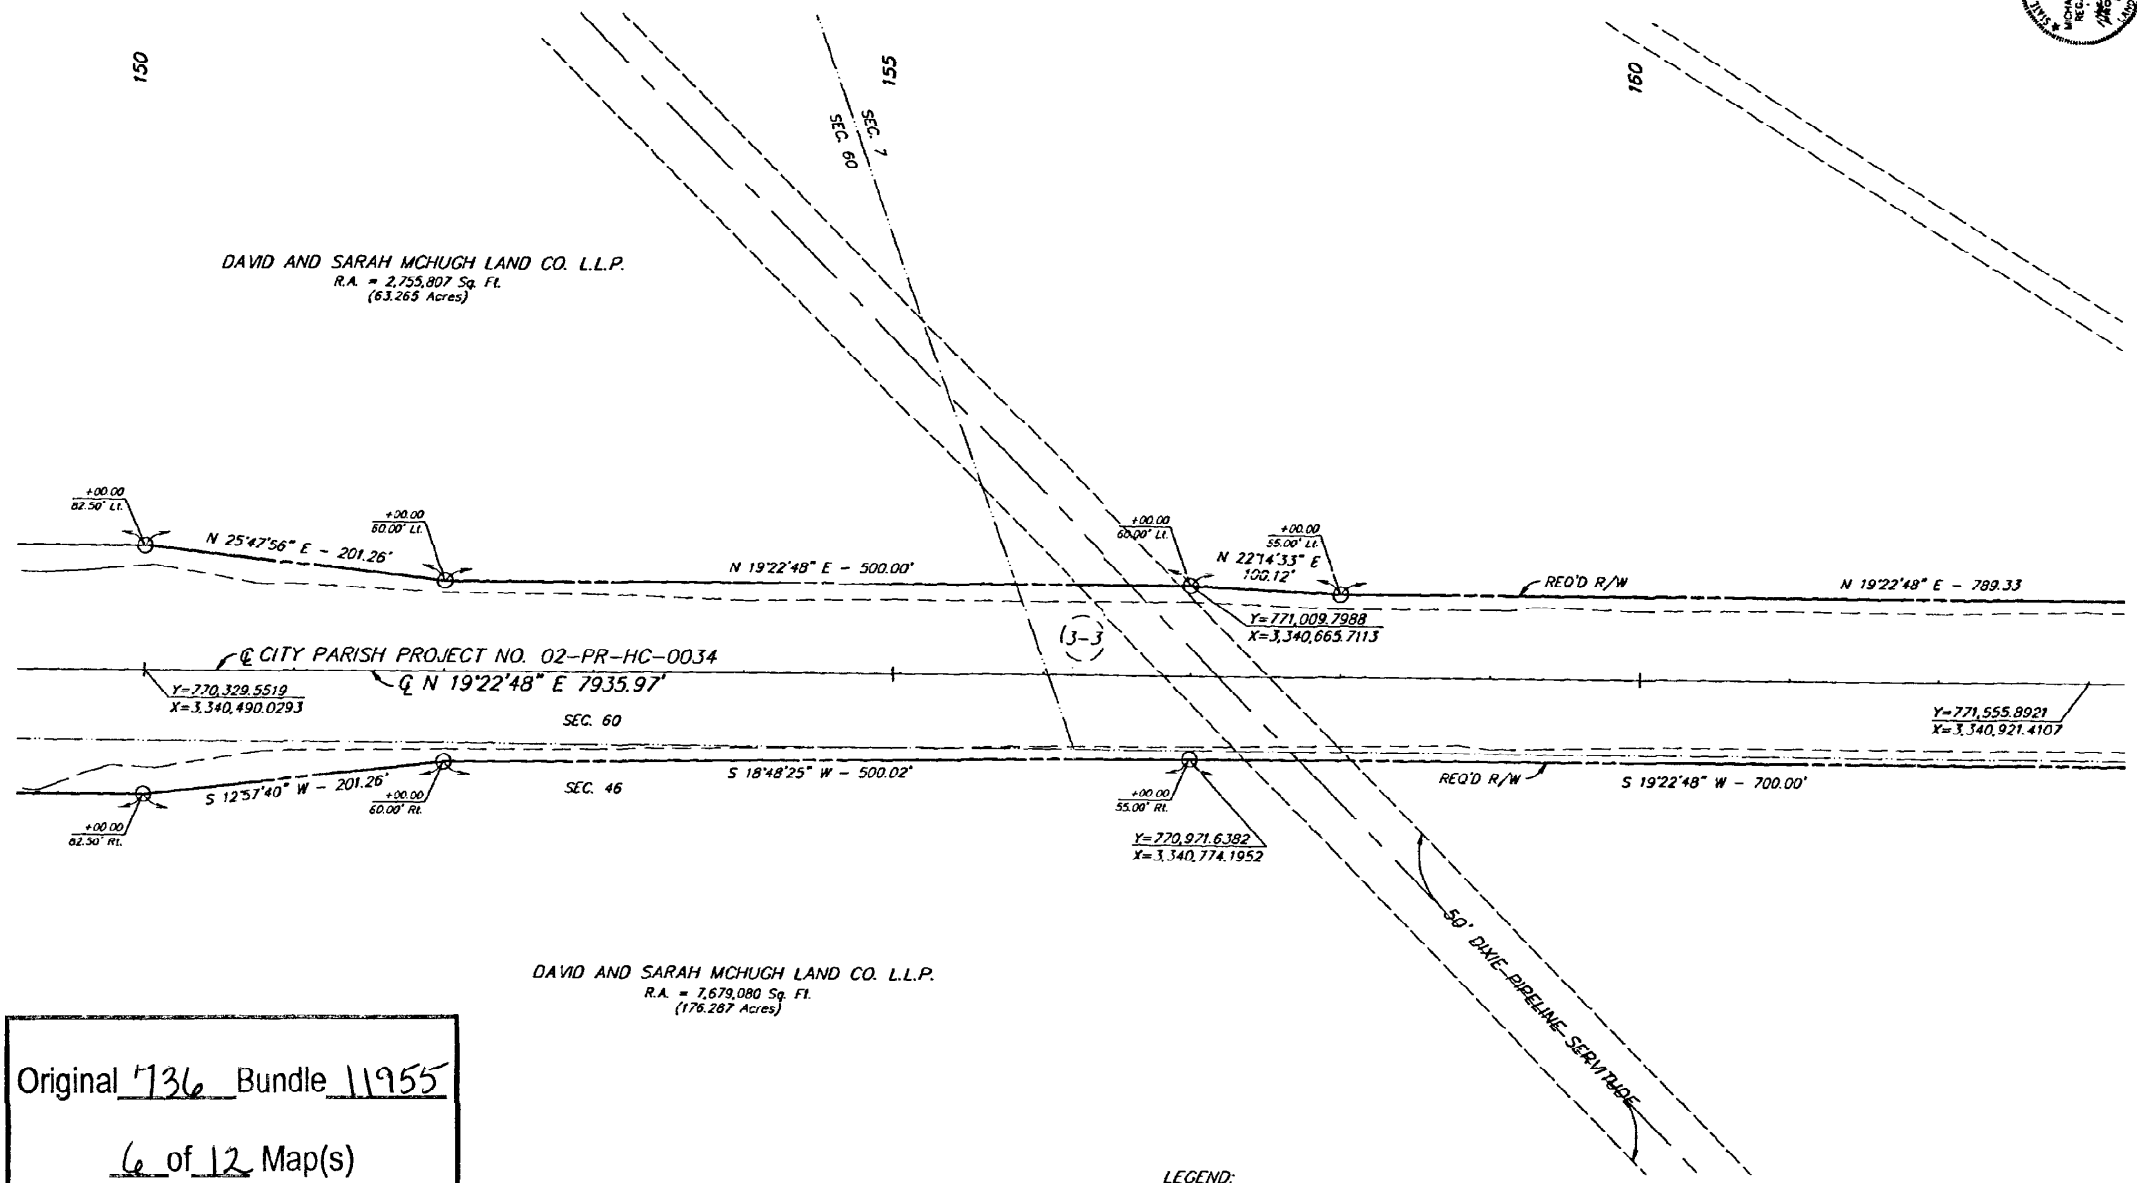 150
155
160
STATE
MICHA
REG.
LAND
SEC. 7
SEC. 60
DAVID AND SARAH MCHUGH LAND CO. L.L.P.
R.A. = 2,755,807 Sq. Ft.
(63.265 Acres)
+00.00
82.50' Lt.
N 25°47'56" E - 201.26'
+00.00
60.00' Lt.
N 19°22'48" E - 500.00'
+00.00
60.00' Lt.
N 22°14'33" E
100.12'
+00.00
55.00' Lt.
REQ'D R/W
N 19°22'48" E - 789.33
Y=771,009.7988
X=3,340,665.7113
3-3
℄ CITY PARISH PROJECT NO. 02-PR-HC-0034
℄ N 19°22'48" E 7935.97'
Y=770,329.5519
X=3,340,490.0293
SEC. 60
Y=771,555.8921
X=3,340,921.4107
S 12°57'40" W - 201.26'
+00.00
60.00' Rt.
SEC. 46
S 18°48'25" W - 500.02'
+00.00
55.00' Rt.
REQ'D R/W
S 19°22'48" W - 700.00'
+00.00
82.50' Rt.
Y=770,971.6382
X=3,340,774.1952
50' DIXIE PIPELINE SERVITUDE
DAVID AND SARAH MCHUGH LAND CO. L.L.P.
R.A. = 7,679,080 Sq. Ft.
(176.287 Acres)
Original 736 Bundle 11955
6 of 12 Map(s)
LEGEND: